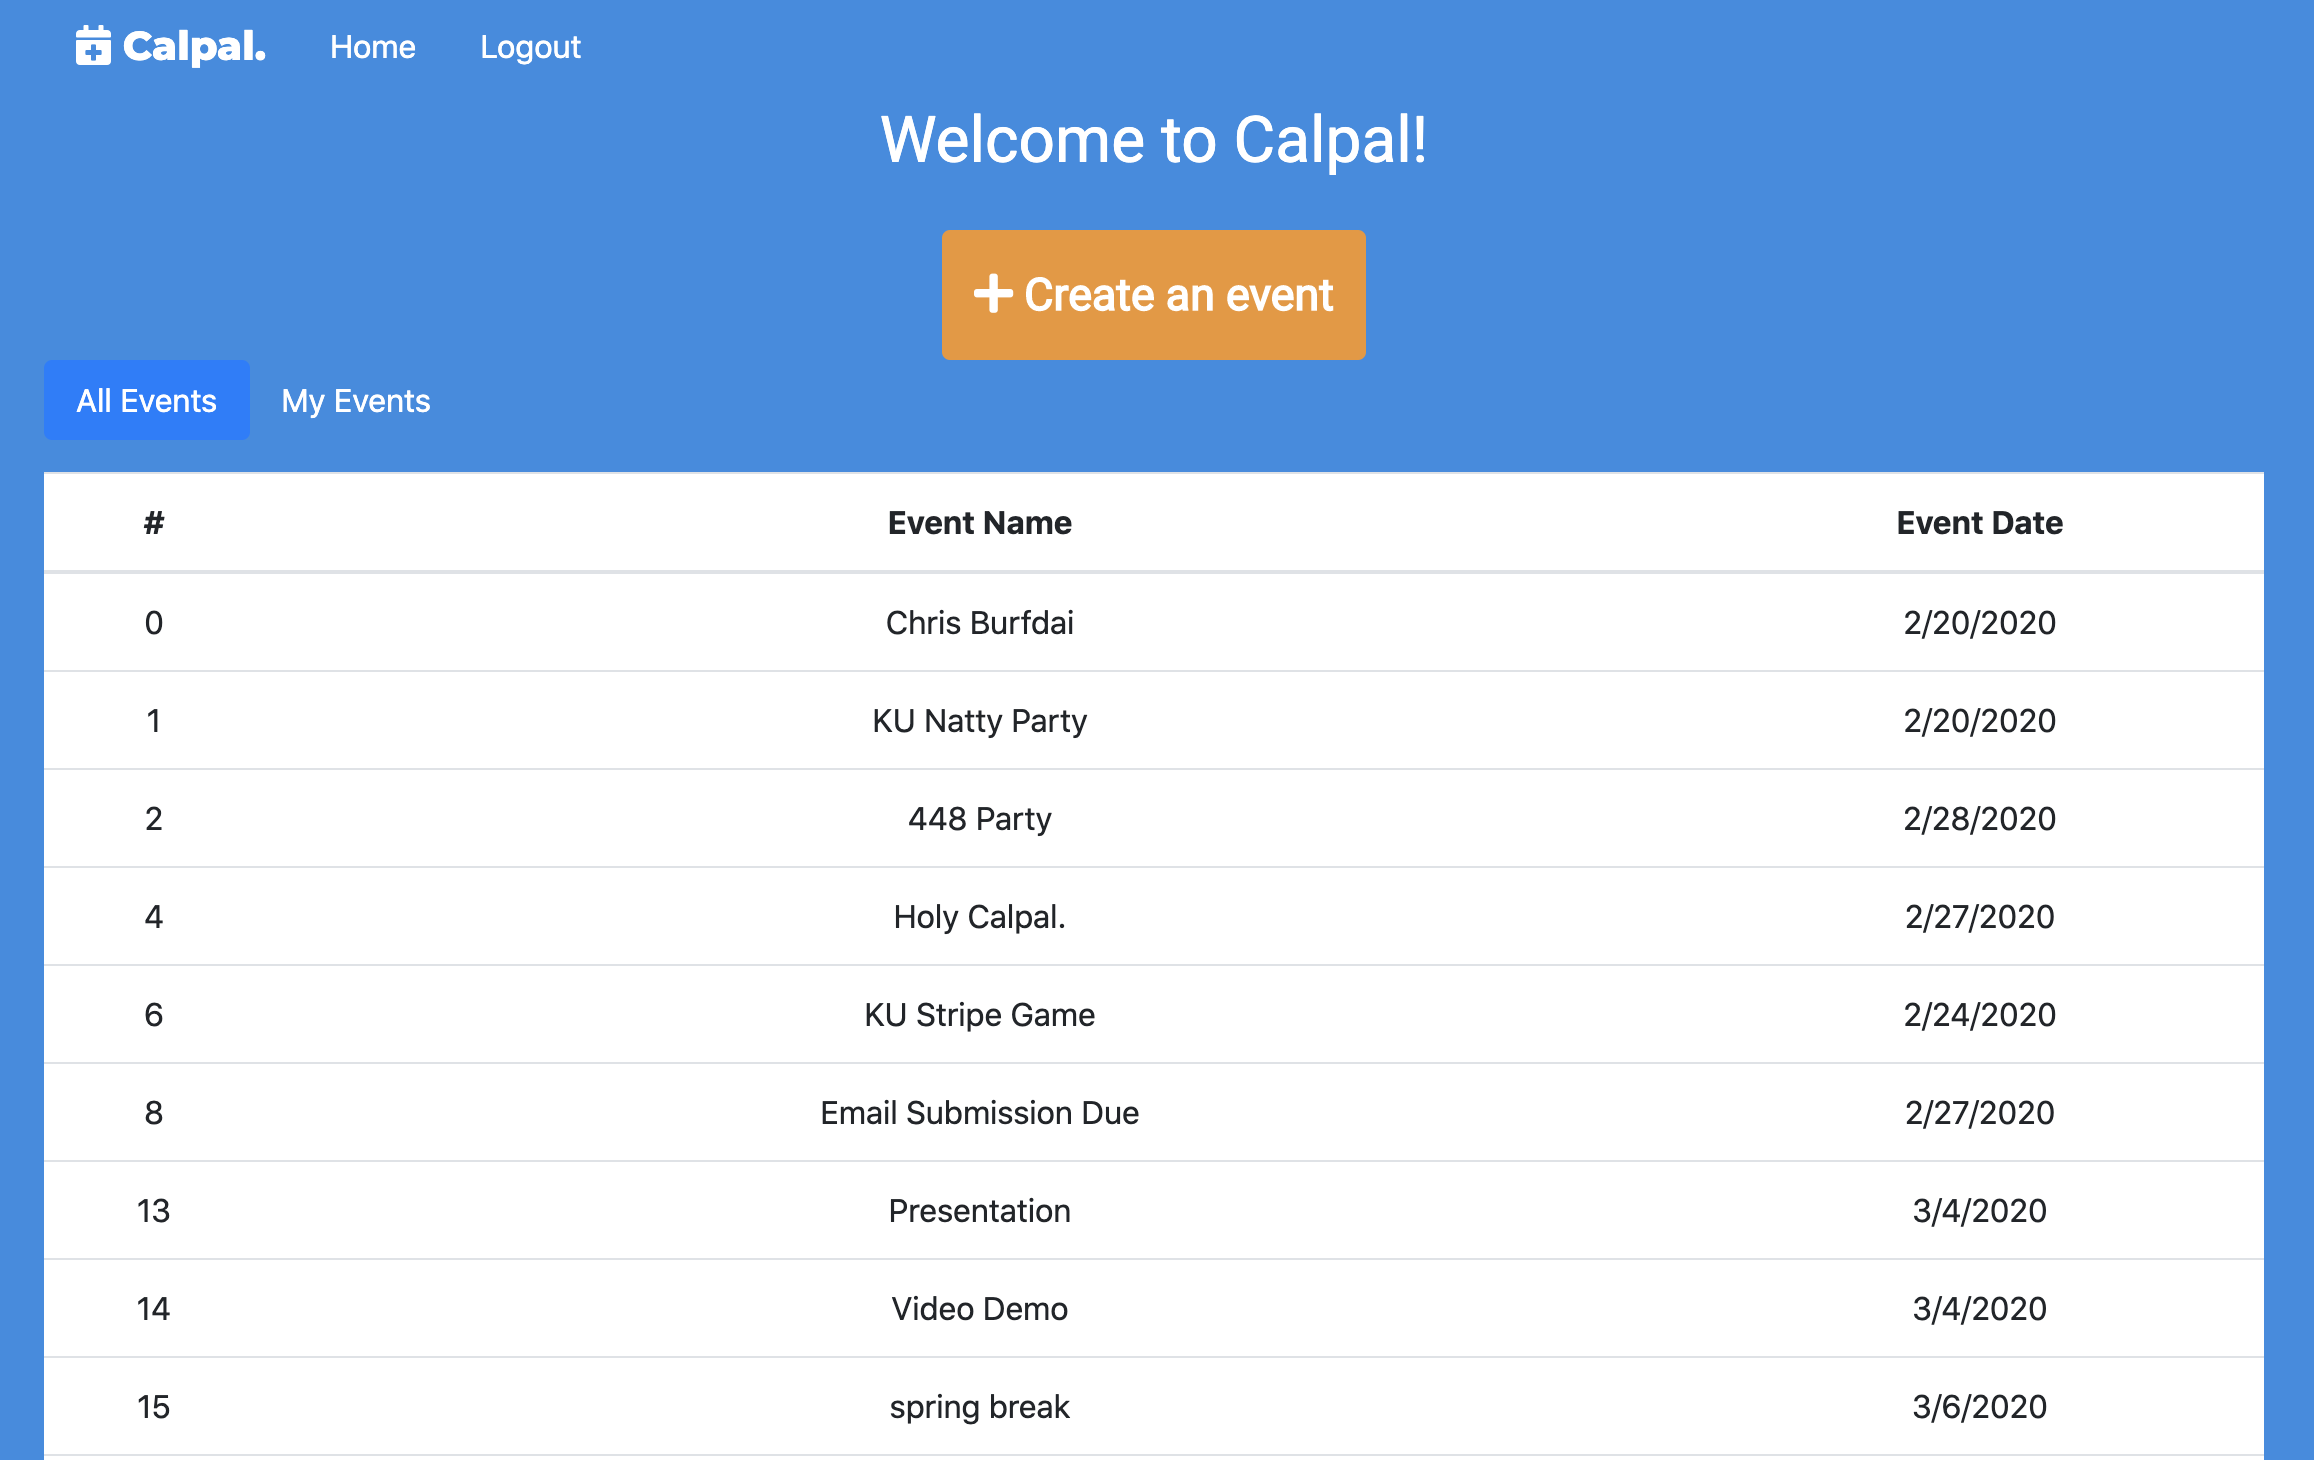 Calpal. Home Logout
Welcome to Calpal!
Create an event
All Events My Events
# Event Name Event Date
0 Chris Burfdai 2/20/2020
1 KU Natty Party 2/20/2020
2 448 Party 2/28/2020
4 Holy Calpal. 2/27/2020
6 KU Stripe Game 2/24/2020
8 Email Submission Due 2/27/2020
13 Presentation 3/4/2020
14 Video Demo 3/4/2020
15 spring break 3/6/2020